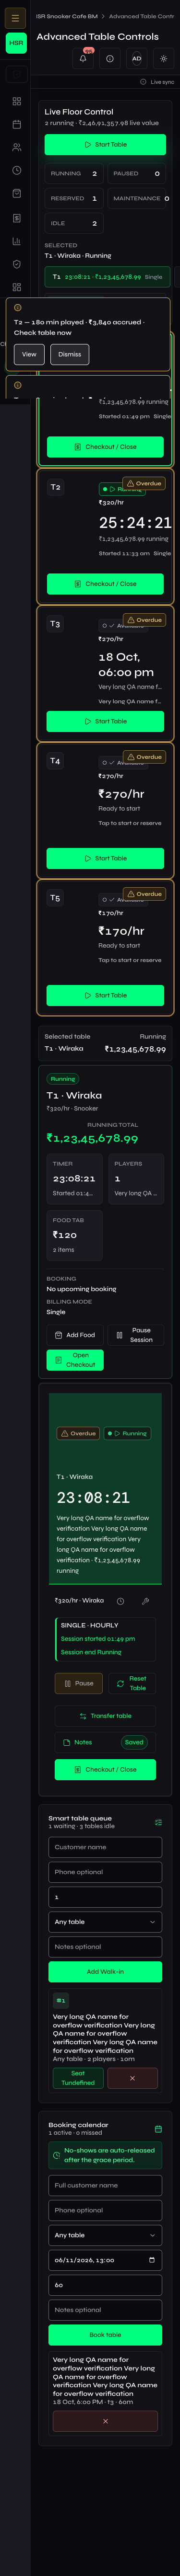 HSR
ISR Snooker Cafe BM > Advanced Table Contr
Advanced Table Controls
AD
Live sync
Live Floor Control
2 running · ₹2,46,91,357.98 live value
Start Table
RUNNING 2
PAUSED 0
RESERVED 1
MAINTENANCE 0
IDLE 2
SELECTED
T1 · Wiraka · Running
T1 23:08:21 · ₹1,23,45,678.99 Single
T2 — 180 min played · ₹3,840 accrued · Check table now
View
Dismiss
₹1,23,45,678.99 running
Started 01:49 pm Single
Checkout / Close
T2
Overdue
₹320/hr
25:24:21
₹1,23,45,678.99 running
Started 11:33 am Single
Checkout / Close
T3
Overdue
₹270/hr
18 Oct,
06:00 pm
Very long QA name f...
Very long QA name f...
Start Table
T4
Overdue
₹270/hr
₹270/hr
Ready to start
Tap to start or reserve
Start Table
T5
Overdue
₹170/hr
₹170/hr
Ready to start
Tap to start or reserve
Start Table
Selected table
Running
T1 · Wiraka
₹1,23,45,678.99
Running
T1 · Wiraka
₹320/hr · Snooker
RUNNING TOTAL
₹1,23,45,678.99
TIMER
23:08:21
Started 01:4...
PLAYERS
1
Very long QA ...
FOOD TAB
₹120
2 items
BOOKING
No upcoming booking
BILLING MODE
Single
Add Food
Pause
Session
Open
Checkout
Overdue
Running
T1 · Wiraka
23:08:21
Very long QA name for overflow
verification Very long QA name
for overflow verification Very
long QA name for overflow
verification · ₹1,23,45,678.99
running
₹320/hr · Wiraka
SINGLE · HOURLY
Session started 01:49 pm
Session end Running
Pause
Reset
Table
Transfer table
Notes
Saved
Checkout / Close
Smart table queue
1 waiting · 3 tables idle
Customer name
Phone optional
1
Any table
Notes optional
Add Walk-in
#1
Very long QA name for
overflow verification Very long
QA name for overflow
verification Very long QA name
for overflow verification
Any table · 2 players · 10m
Seat
Tundefined
Booking calendar
1 active · 0 missed
No-shows are auto-released
after the grace period.
Full customer name
Phone optional
Any table
06/11/2026, 13:00
60
Notes optional
Book table
Very long QA name for
overflow verification Very long
QA name for overflow
verification Very long QA name
for overflow verification
18 Oct, 6:00 PM · t3 · 60m